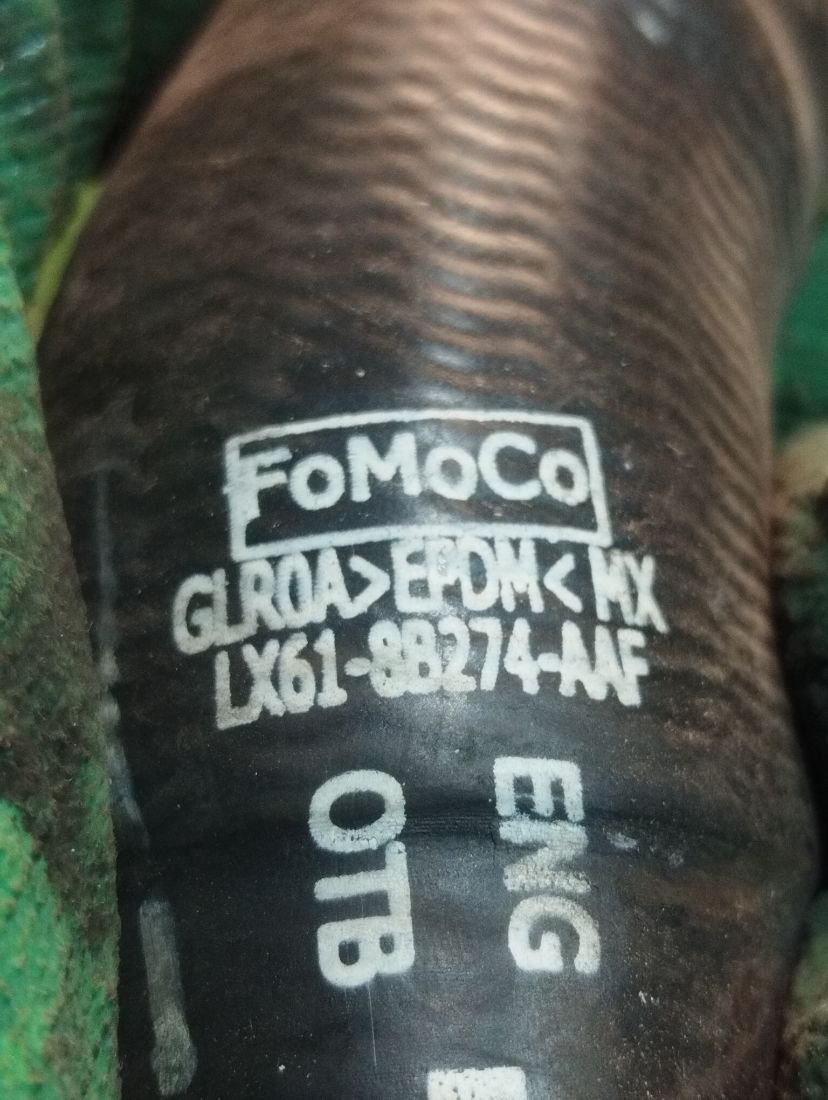 FoMoCo
GLR0A>EPDM< MX
LX61-8B274-AAF
ENG
OTB